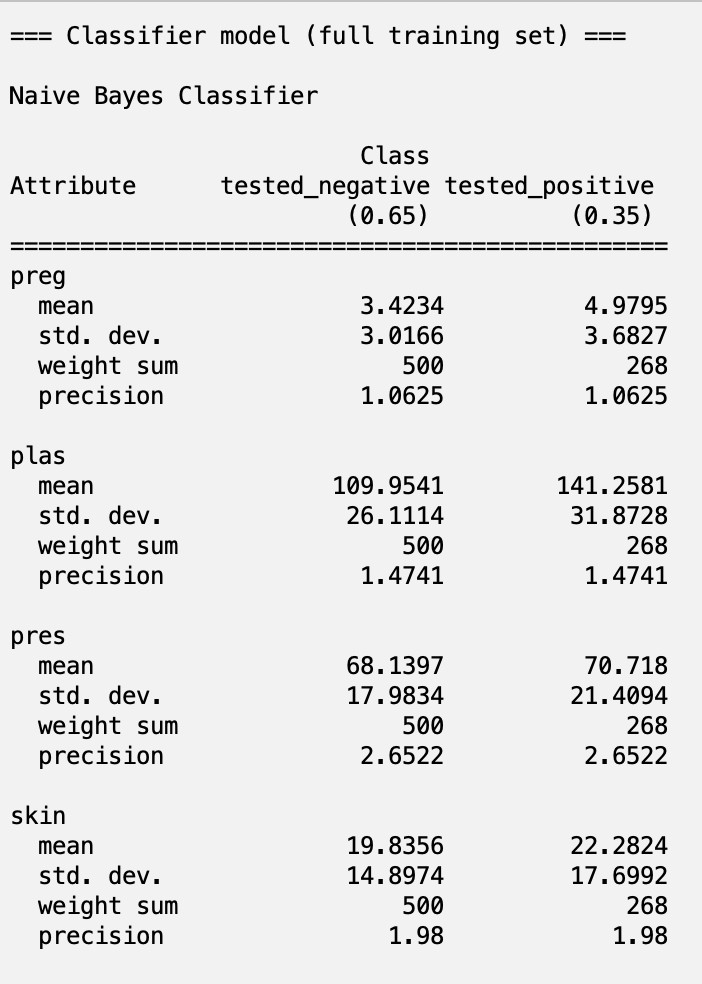 === Classifier model (full training set) ===
Naive Bayes Classifier
Class
Attribute tested_negative tested_positive
(0.65) (0.35)
===============================================
preg
mean 3.4234 4.9795
std. dev. 3.0166 3.6827
weight sum 500 268
precision 1.0625 1.0625
plas
mean 109.9541 141.2581
std. dev. 26.1114 31.8728
weight sum 500 268
precision 1.4741 1.4741
pres
mean 68.1397 70.718
std. dev. 17.9834 21.4094
weight sum 500 268
precision 2.6522 2.6522
skin
mean 19.8356 22.2824
std. dev. 14.8974 17.6992
weight sum 500 268
precision 1.98 1.98